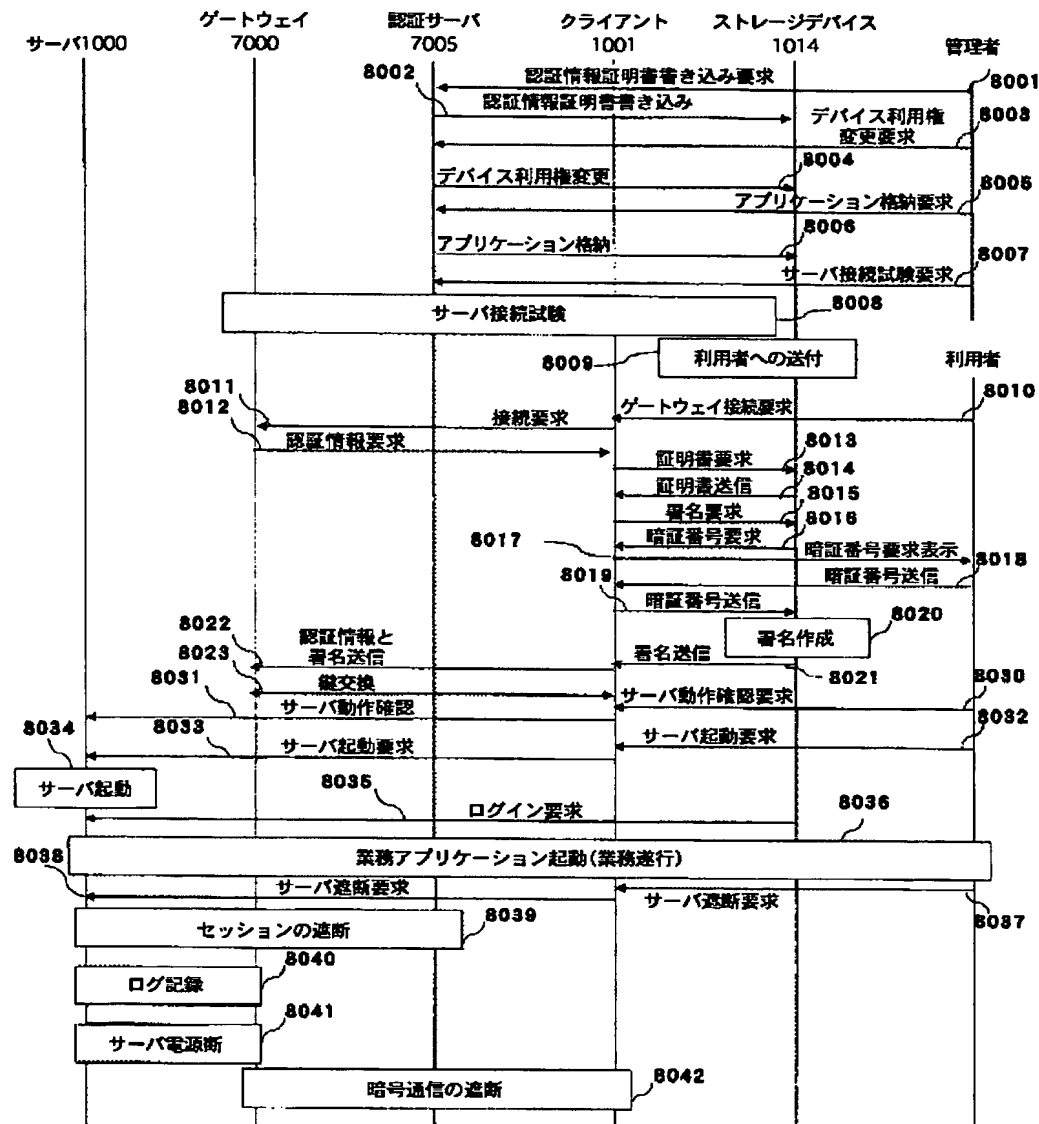 ゲートウェイ 認証サーバ クライアント ストレージデバイス
サーバ1000 7000 7005 1001 1014 管理者
8002 認証情報証明書書き込み要求 8001
認証情報証明書書き込み デバイス利用権 8003
変更要求
デバイス利用権変更 8004
アプリケーション格納要求 8005
アプリケーション格納 8006
サーバ接続試験要求 8007
サーバ接続試験 8008
8009 利用者への送付 利用者
8011 ゲートウェイ接続要求 8010
8012 接続要求
認証情報要求
証明書要求 8013
証明書送信 8014
署名要求 8015
暗証番号要求 8016
8017 暗証番号要求表示
暗証番号送信 8018
8019 暗証番号送信
署名作成 8020
8022 認証情報と
署名送信 署名送信 8021
8023 鍵交換
8031 サーバ動作確認 サーバ動作確認要求 8030
8033 サーバ起動要求 サーバ起動要求 8032
8034 サーバ起動
8035 ログイン要求
8036
業務アプリケーション起動(業務遂行)
8038 サーバ遮断要求 サーバ遮断要求 8037
セッションの遮断 8039
ログ記録 8040
サーバ電源断 8041
暗号通信の遮断 8042